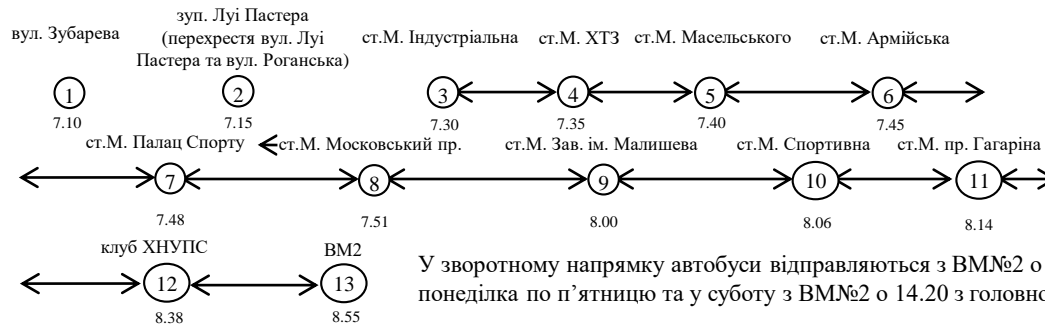 вул. Зубарева
зуп. Луі Пастера
(перехрестя вул. Луі
Пастера та вул. Роганська)
ст.М. Індустріальна
ст.М. ХТЗ
ст.М. Масельського
ст.М. Армійська
1
2
3
4
5
6
7.10
7.15
7.30
7.35
7.40
7.45
ст.М. Палац Спорту
ст.М. Московський пр.
ст.М. Зав. ім. Малишева
ст.М. Спортивна
ст.М. пр. Гагаріна
7
8
9
10
11
7.48
7.51
8.00
8.06
8.14
клуб ХНУПС
ВМ2
12
13
8.38
8.55
У зворотному напрямку автобуси відправляються з ВМ№2 о
понеділка по п’ятницю та у суботу з ВМ№2 о 14.20 з головно